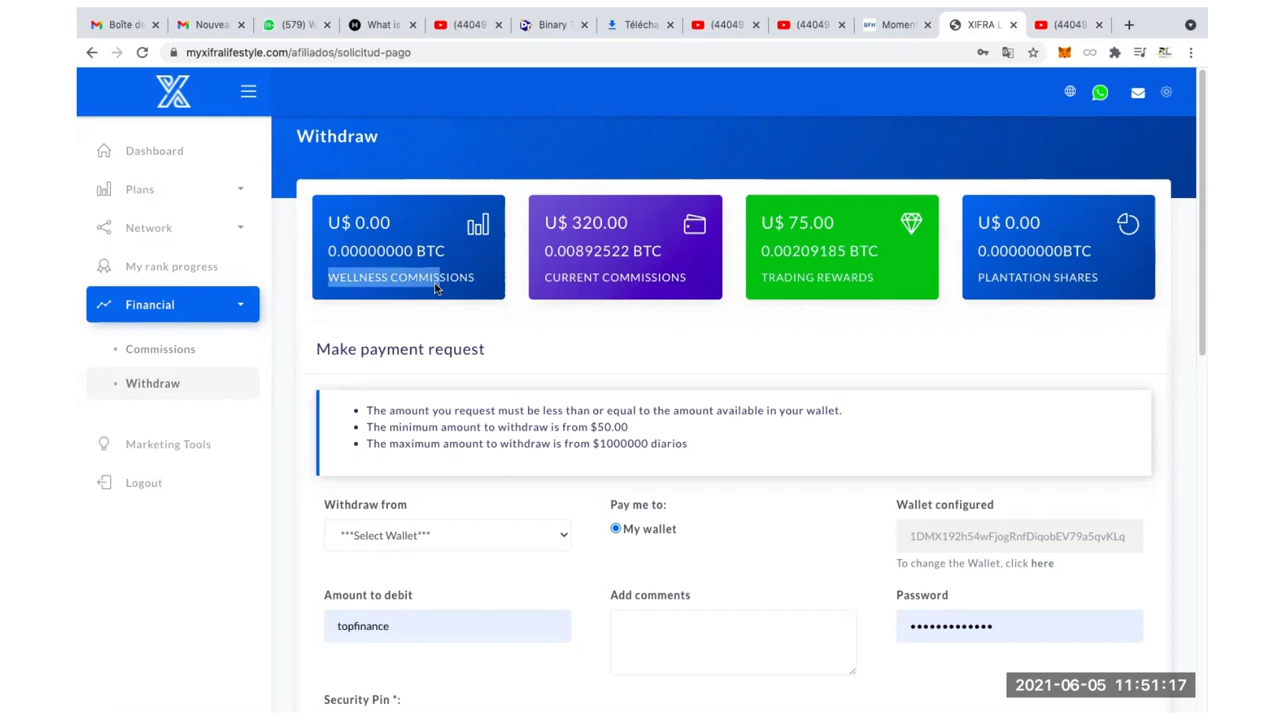 Boîte de
Nouvea
(579) W
What is
(44049
Binary T
Télécha
(44049
(44049
BFH Momen
XIFRA L
(44049
myxifralifestyle.com/afiliados/solicitud-pago
Dashboard
Plans
Network
My rank progress
Financial
Commissions
Withdraw
Marketing Tools
Logout
Withdraw
U$ 0.00
0.00000000 BTC
WELLNESS COMMISSIONS
U$ 320.00
0.00892522 BTC
CURRENT COMMISSIONS
U$ 75.00
0.00209185 BTC
TRADING REWARDS
U$ 0.00
0.00000000BTC
PLANTATION SHARES
Make payment request
The amount you request must be less than or equal to the amount available in your wallet.
The minimum amount to withdraw is from $50.00
The maximum amount to withdraw is from $1000000 diarios
Withdraw from
***Select Wallet***
Pay me to:
My wallet
Wallet configured
1DMX192h54wFjogRnfDiqobEV79a5qvKLq
To change the Wallet, click here
Amount to debit
topfinance
Add comments
Password
•••••••••••••
Security Pin *:
2021-06-05 11:51:17